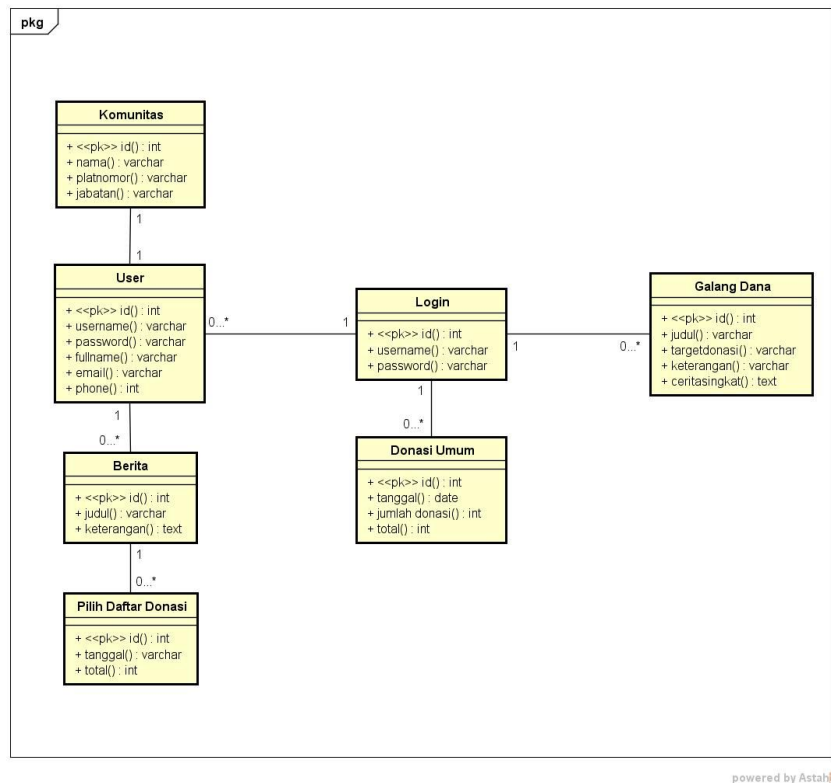 pkg
Komunitas
+ <<pk>> id() : int
+ nama() : varchar
+ platnomor() : varchar
+ jabatan() : varchar
1
1
User
+ <<pk>> id() : int
+ username() : varchar
+ password() : varchar
+ fullname() : varchar
+ email() : varchar
+ phone() : int
0...*
1
Login
+ <<pk>> id() : int
+ username() : varchar
+ password() : varchar
1
0...*
Galang Dana
+ <<pk>> id() : int
+ judul() : varchar
+ targetdonasi() : varchar
+ keterangan() : varchar
+ ceritasingkat() : text
1
0...*
Berita
+ <<pk>> id() : int
+ judul() : varchar
+ keterangan() : text
1
0...*
Donasi Umum
+ <<pk>> id() : int
+ tanggal() : date
+ jumlah donasi() : int
+ total() : int
1
0...*
Pilih Daftar Donasi
+ <<pk>> id() : int
+ tanggal() : varchar
+ total() : int
powered by Astah